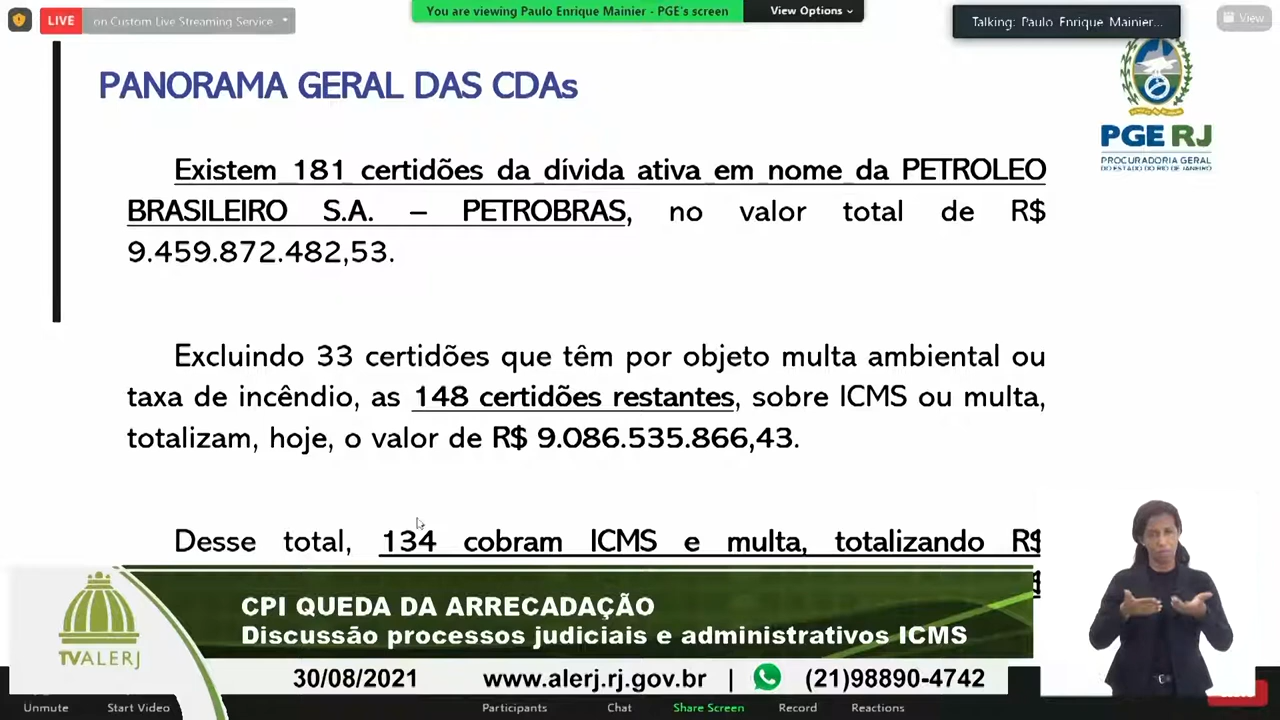 LIVE
on Custom Live Streaming Service
You are viewing Paulo Enrique Mainier - PGE's screen
View Options
Talking: Paulo Enrique Mainier...
View
PANORAMA GERAL DAS CDAs
PGE RJ
PROCURADORIA GERAL
DO ESTADO DO RIO DE JANEIRO
Existem 181 certidões da dívida ativa em nome da PETROLEO
BRASILEIRO S.A. – PETROBRAS, no valor total de R$
9.459.872.482,53.
Excluindo 33 certidões que têm por objeto multa ambiental ou
taxa de incêndio, as 148 certidões restantes, sobre ICMS ou multa,
totalizam, hoje, o valor de R$ 9.086.535.866,43.
Desse total, 134 cobram ICMS e multa, totalizando R$
CPI QUEDA DA ARRECADAÇÃO
Discussão processos judiciais e administrativos ICMS
TVALERJ
30/08/2021 www.alerj.rj.gov.br | (21)98890-4742
Unmute Start Video Participants Chat Share Screen Record Reactions